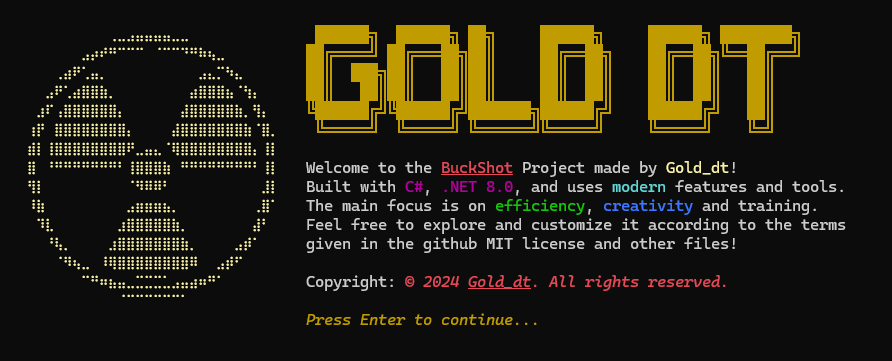 GOLD DT
Welcome to the BuckShot Project made by Gold_dt!
Built with C#, .NET 8.0, and uses modern features and tools.
The main focus is on efficiency, creativity and training.
Feel free to explore and customize it according to the terms
given in the github MIT license and other files!
Copyright: © 2024 Gold_dt. All rights reserved.
Press Enter to continue...